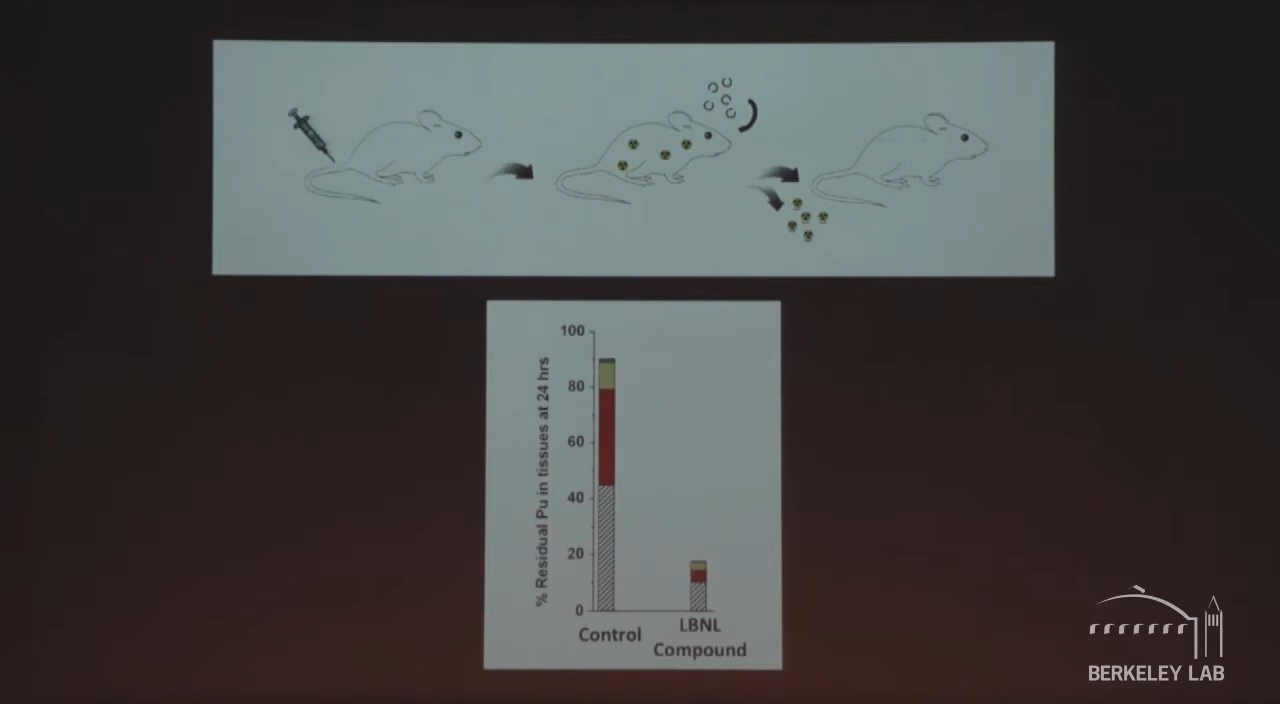 % Residual Pu in tissues at 24 hrs
100
80
60
40
20
0
Control
LBNL
Compound
BERKELEY LAB